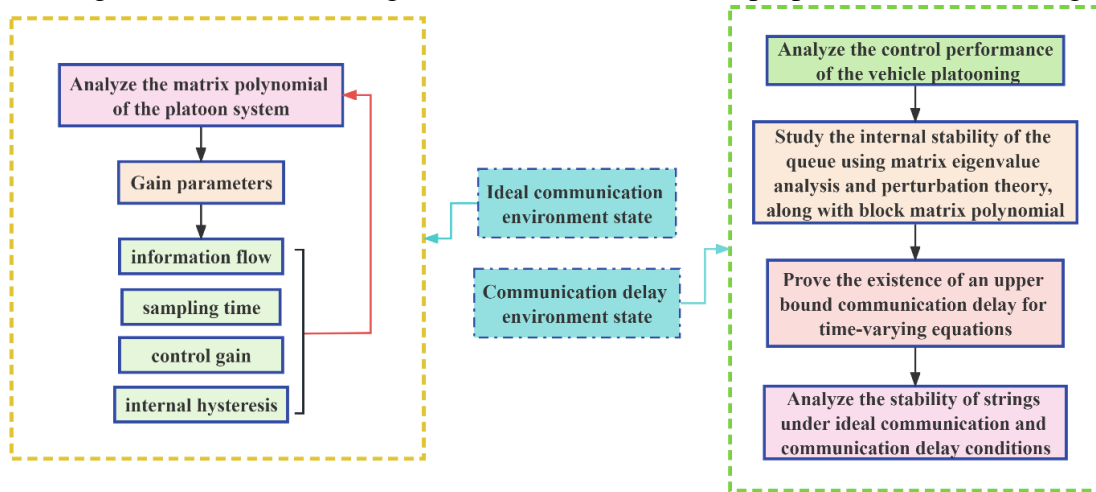 Analyze the matrix polynomial
of the platoon system
Gain parameters
information flow
sampling time
control gain
internal hysteresis
Ideal communication
environment state
Communication delay
environment state
Analyze the control performance
of the vehicle platooning
Study the internal stability of the
queue using matrix eigenvalue
analysis and perturbation theory,
along with block matrix polynomial
Prove the existence of an upper
bound communication delay for
time-varying equations
Analyze the stability of strings
under ideal communication and
communication delay conditions